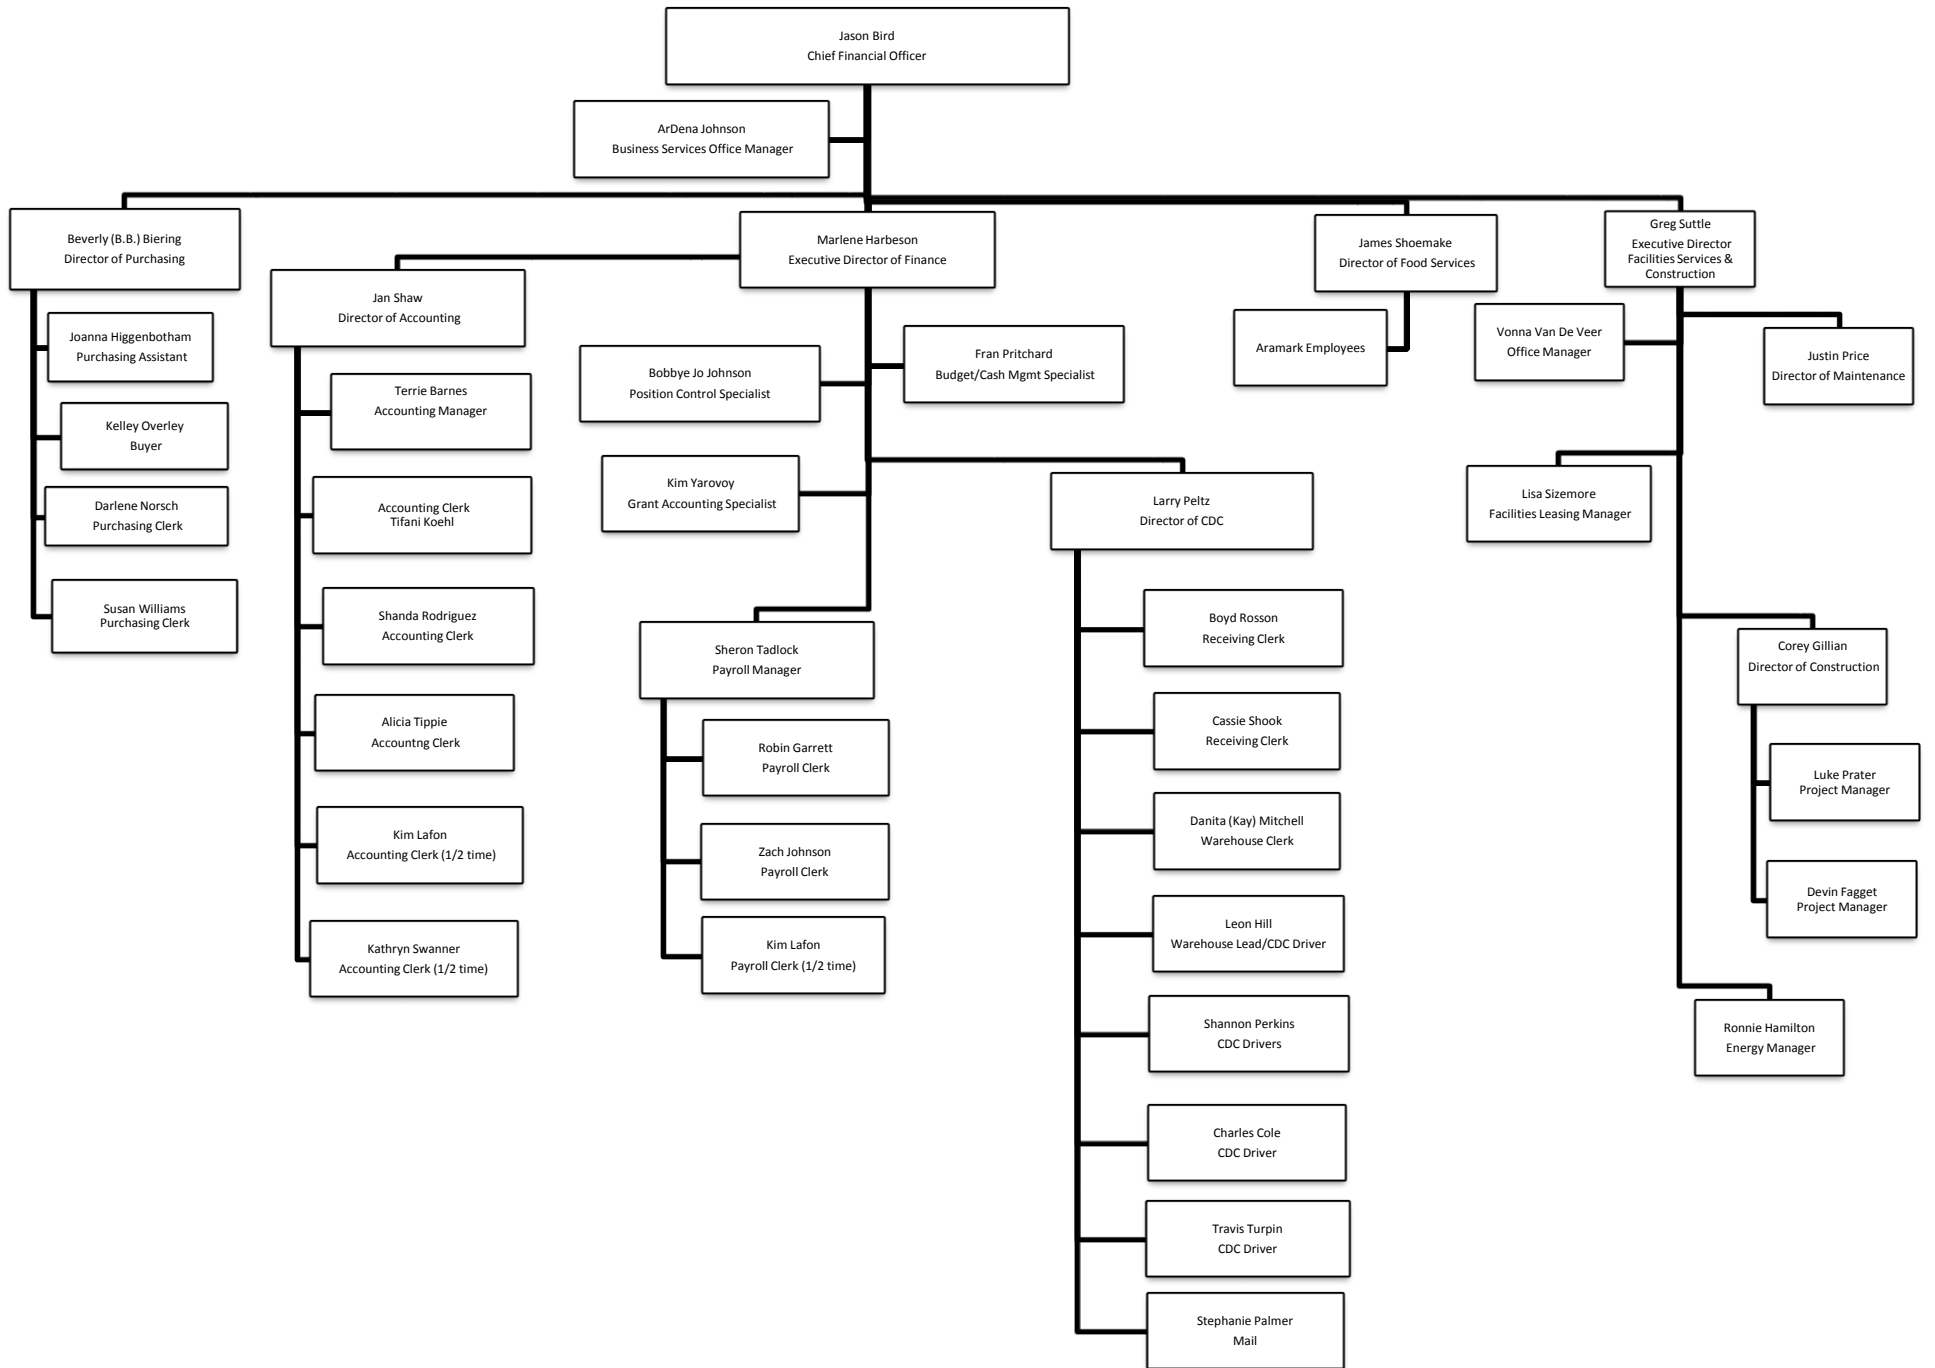 Jason Bird
Chief Financial Officer
ArDena Johnson
Business Services Office Manager
Beverly (B.B.) Biering
Director of Purchasing
Joanna Higgenbotham
Purchasing Assistant
Kelley Overley
Buyer
Darlene Norsch
Purchasing Clerk
Susan Williams
Purchasing Clerk
Marlene Harbeson
Executive Director of Finance
Jan Shaw
Director of Accounting
Terrie Barnes
Accounting Manager
Accounting Clerk
Tifani Koehl
Shanda Rodriguez
Accounting Clerk
Alicia Tippie
Accountng Clerk
Kim Lafon
Accounting Clerk (1/2 time)
Kathryn Swanner
Accounting Clerk (1/2 time)
Bobbye Jo Johnson
Position Control Specialist
Fran Pritchard
Budget/Cash Mgmt Specialist
Kim Yarovoy
Grant Accounting Specialist
Sheron Tadlock
Payroll Manager
Robin Garrett
Payroll Clerk
Zach Johnson
Payroll Clerk
Kim Lafon
Payroll Clerk (1/2 time)
Larry Peltz
Director of CDC
Boyd Rosson
Receiving Clerk
Cassie Shook
Receiving Clerk
Danita (Kay) Mitchell
Warehouse Clerk
Leon Hill
Warehouse Lead/CDC Driver
Shannon Perkins
CDC Drivers
Charles Cole
CDC Driver
Travis Turpin
CDC Driver
Stephanie Palmer
Mail
James Shoemake
Director of Food Services
Aramark Employees
Greg Suttle
Executive Director
Facilities Services &
Construction
Vonna Van De Veer
Office Manager
Justin Price
Director of Maintenance
Lisa Sizemore
Facilities Leasing Manager
Corey Gillian
Director of Construction
Luke Prater
Project Manager
Devin Fagget
Project Manager
Ronnie Hamilton
Energy Manager